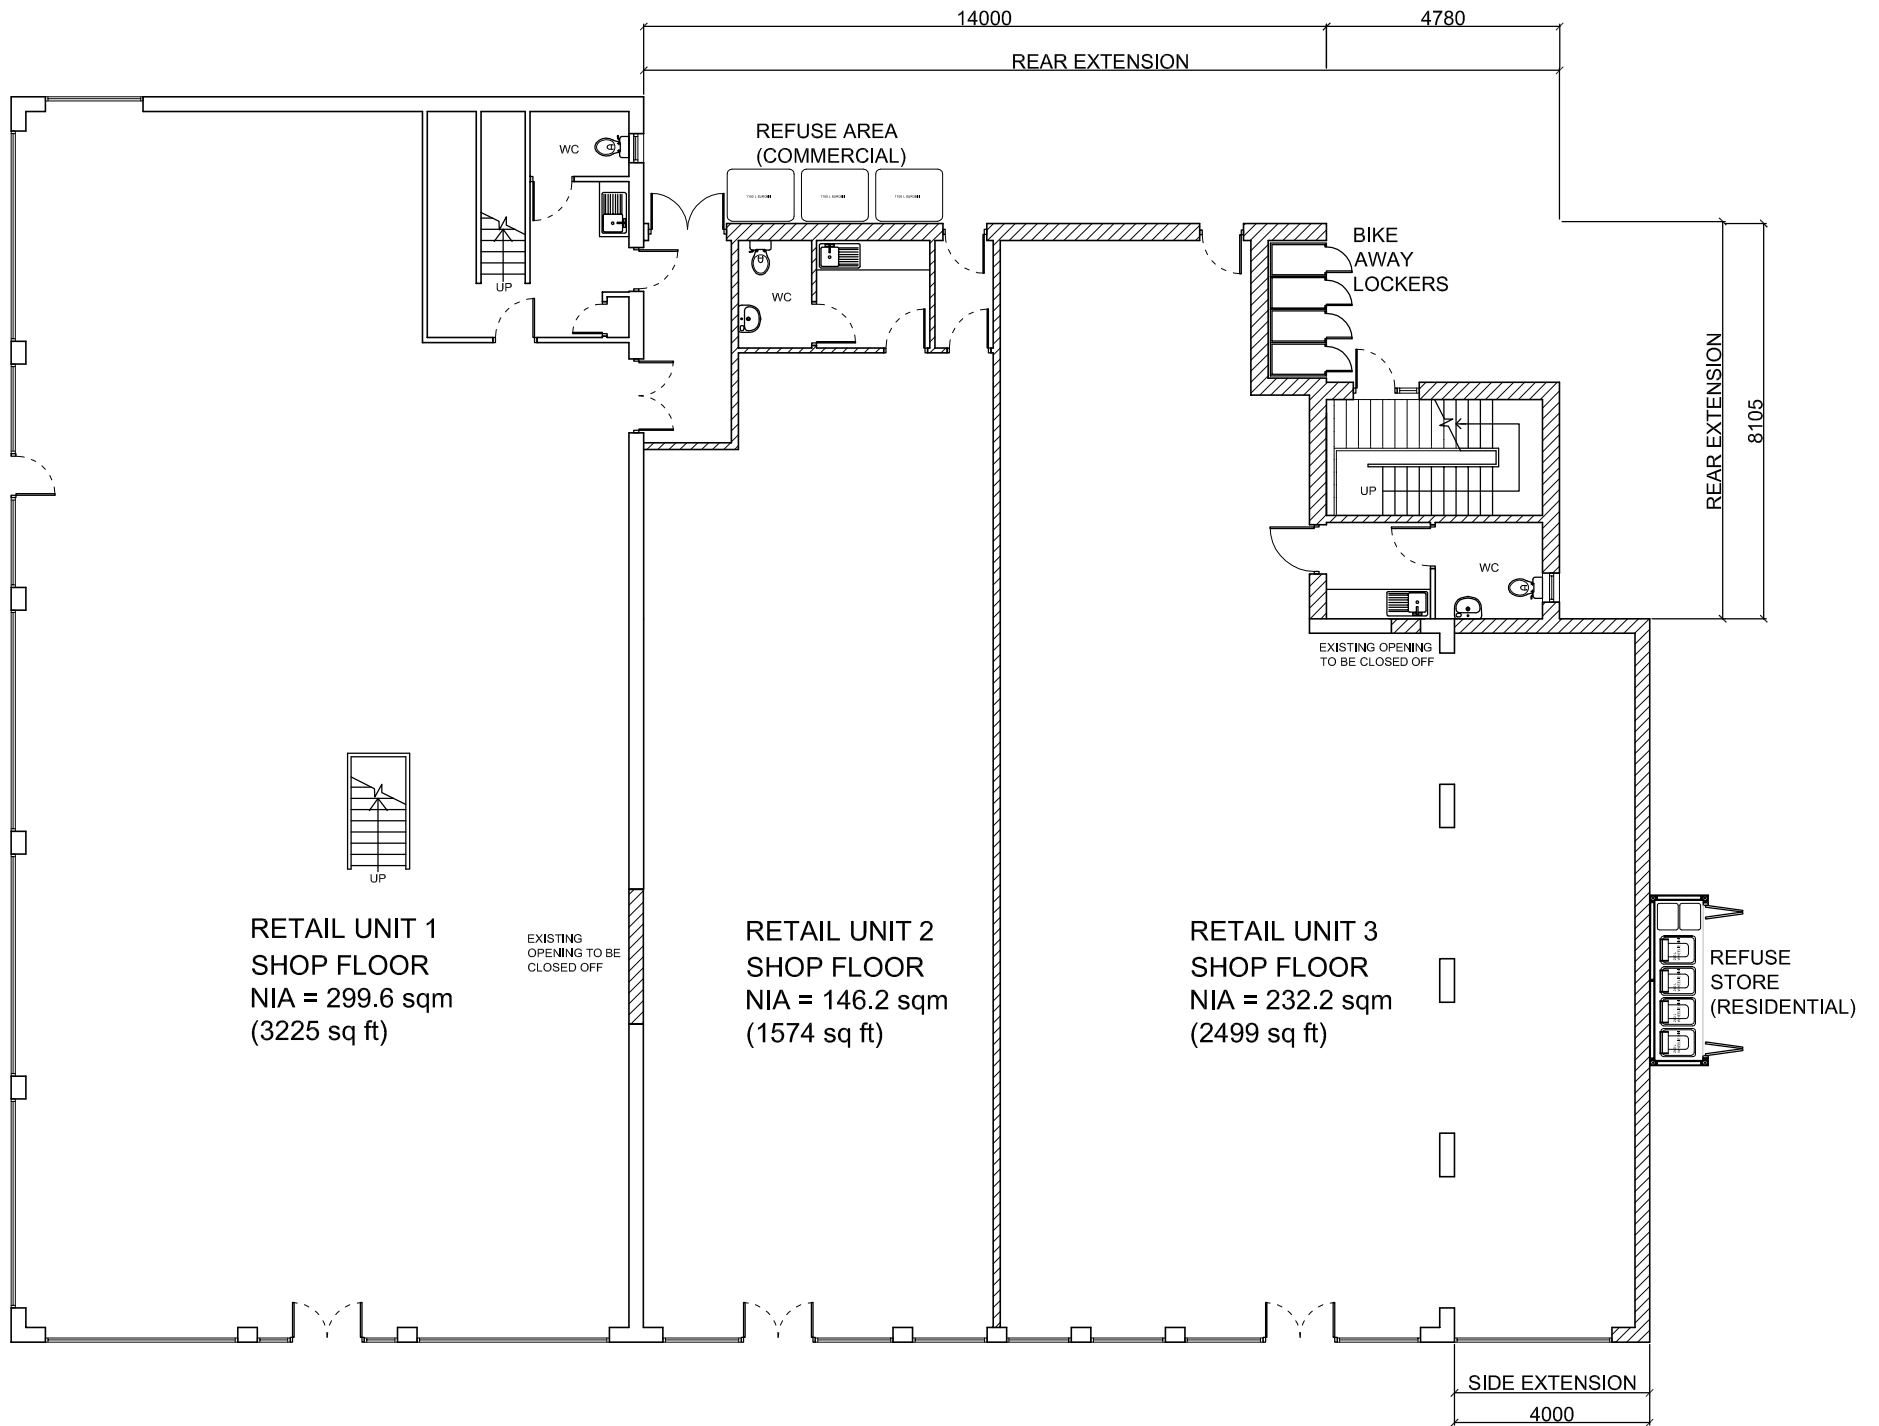 14000
4780
REAR EXTENSION
REFUSE AREA
(COMMERCIAL)
WC
UP
WC
BIKE
AWAY
LOCKERS
REAR EXTENSION
8105
UP
WC
EXISTING OPENING
TO BE CLOSED OFF
UP
RETAIL UNIT 1
SHOP FLOOR
NIA = 299.6 sqm
(3225 sq ft)
EXISTING
OPENING TO BE
CLOSED OFF
RETAIL UNIT 2
SHOP FLOOR
NIA = 146.2 sqm
(1574 sq ft)
RETAIL UNIT 3
SHOP FLOOR
NIA = 232.2 sqm
(2499 sq ft)
REFUSE
STORE
(RESIDENTIAL)
SIDE EXTENSION
4000